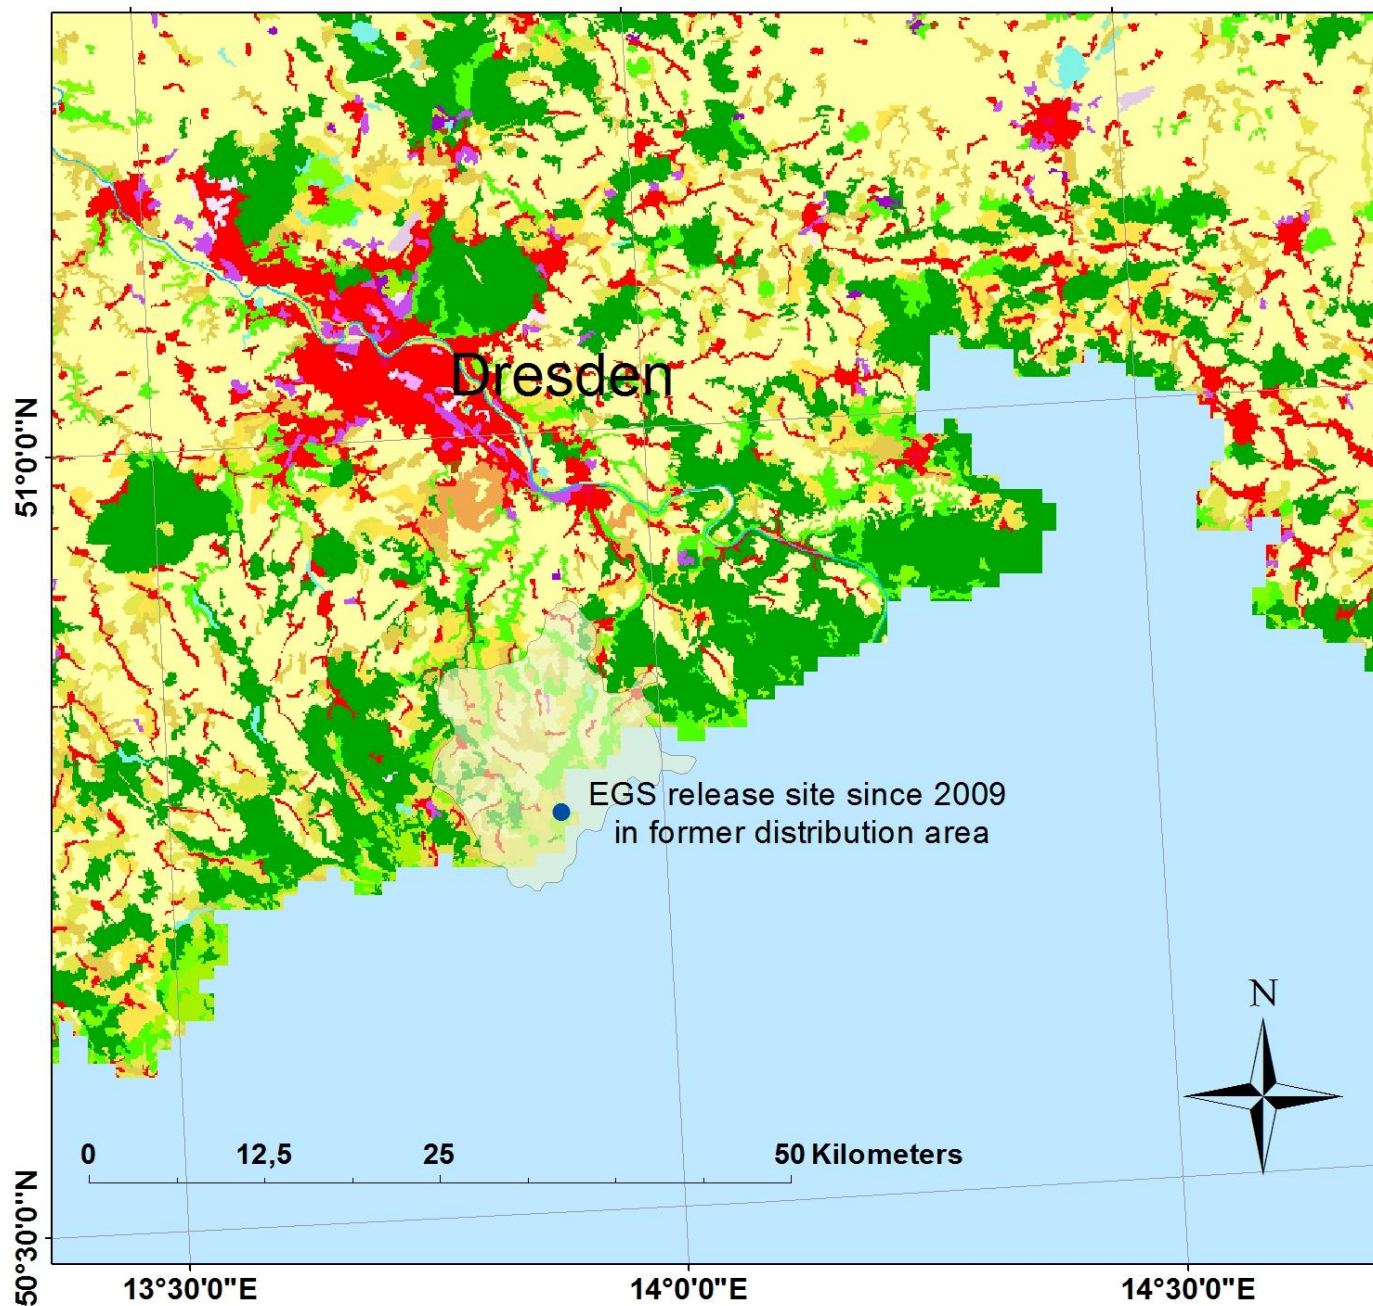 Dresden
51°0'0"N
EGS release site since 2009
in former distribution area
N
0 12,5 25 50 Kilometers
50°30'0"N
13°30'0"E 14°0'0"E 14°30'0"E